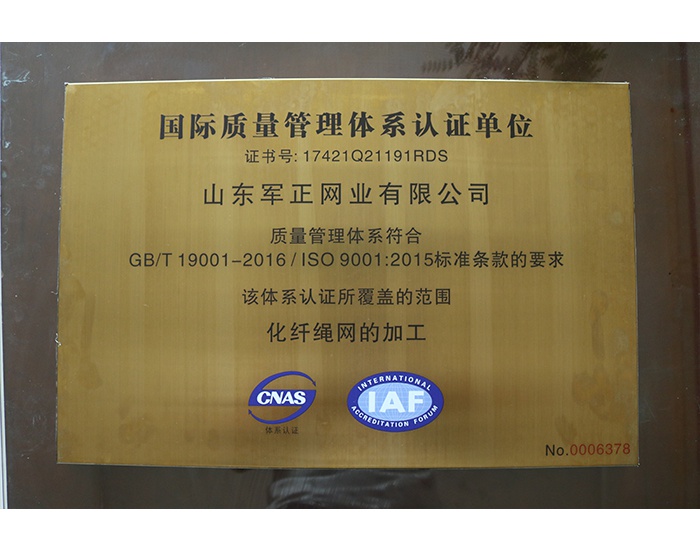 国际质量管理体系认证单位
证书号: 17421Q21191RDS
山东军正网业有限公司
质量管理体系符合
GB/T 19001-2016 / ISO 9001:2015标准条款的要求
该体系认证所覆盖的范围
化纤绳网的加工
CNAS
体系认证
INTERNATIONAL
IAF
ACCREDITATION FORUM
No.0006378